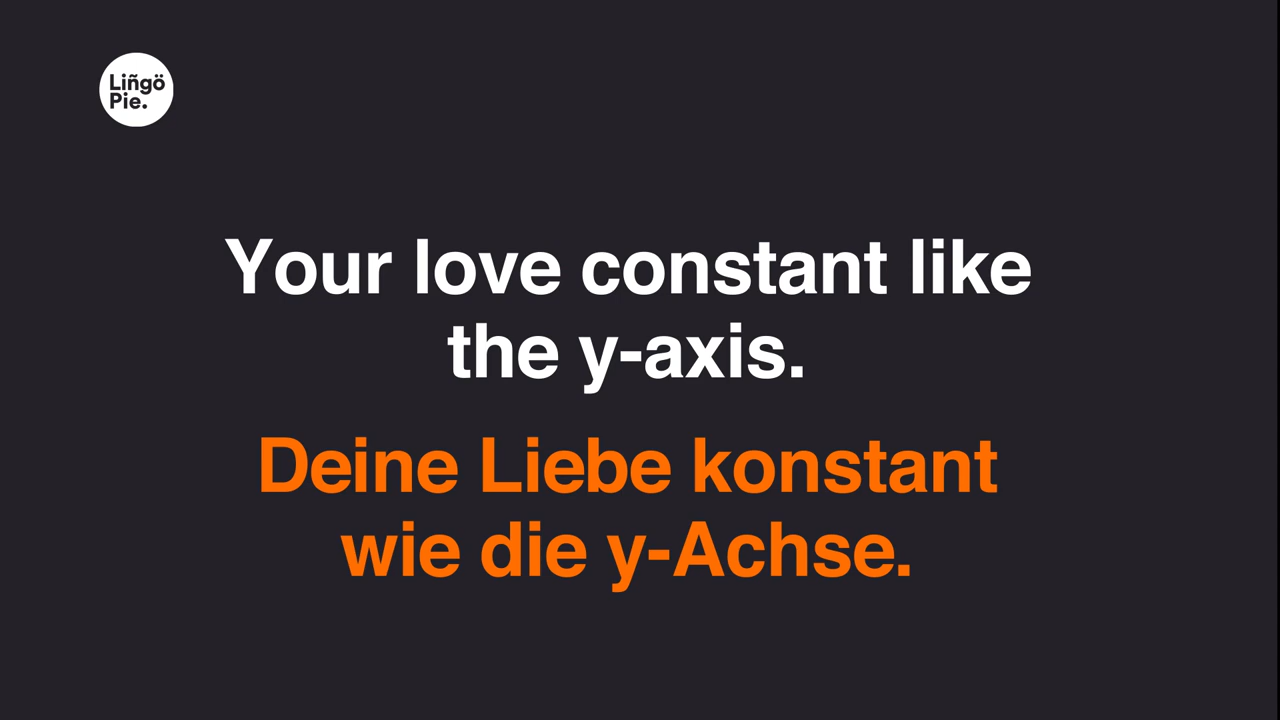 Liñgö
Pie.
Your love constant like
the y-axis.
Deine Liebe konstant
wie die y-Achse.